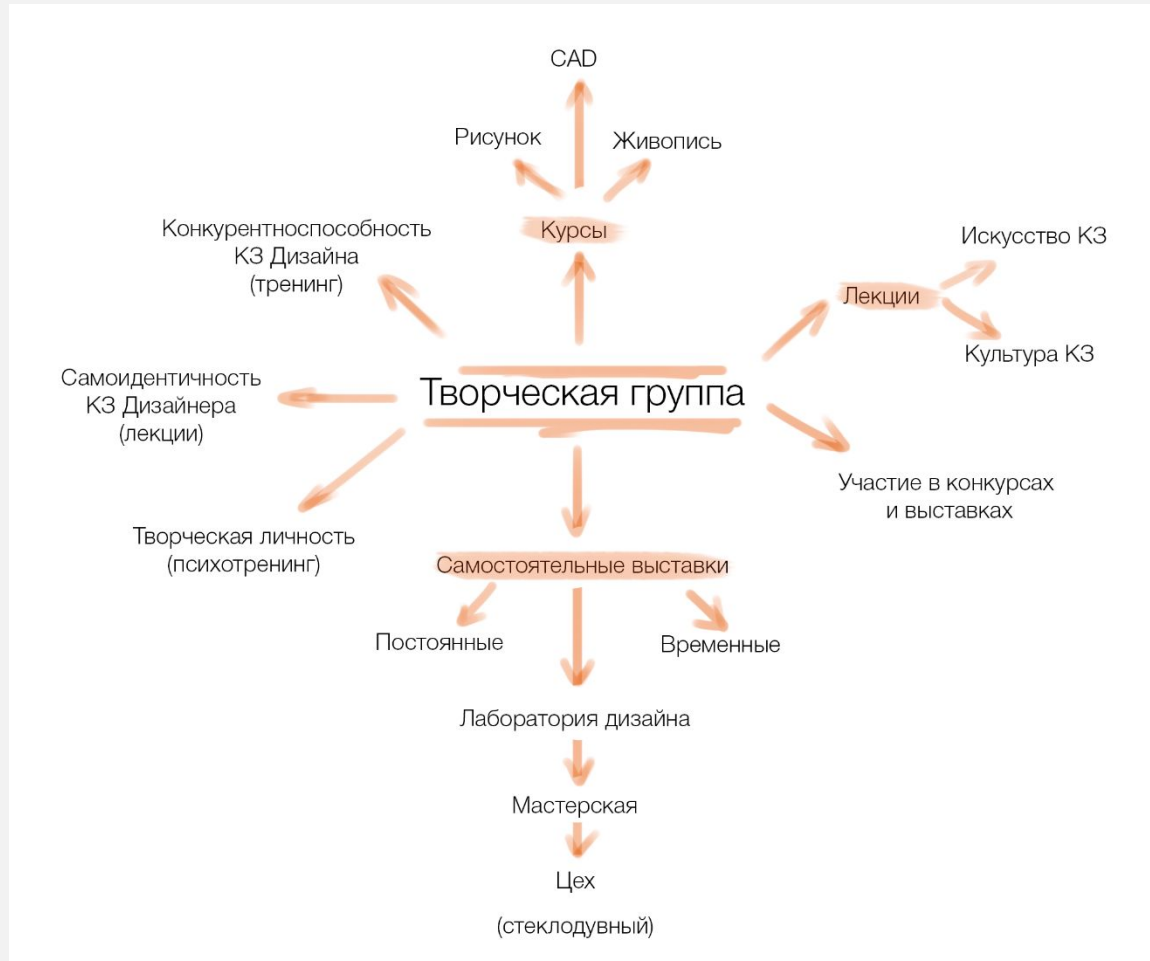 CAD
Рисунок
Живопись
Курсы
Конкурентноспособность
КЗ Дизайна
(тренинг)
Искусство КЗ
Лекции
Культура КЗ
Самоидентичность
КЗ Дизайнера
(лекции)
Творческая группа
Участие в конкурсах
и выставках
Творческая личность
(психотренинг)
Самостоятельные выставки
Постоянные
Временные
Лаборатория дизайна
Мастерская
Цех
(стеклодувный)